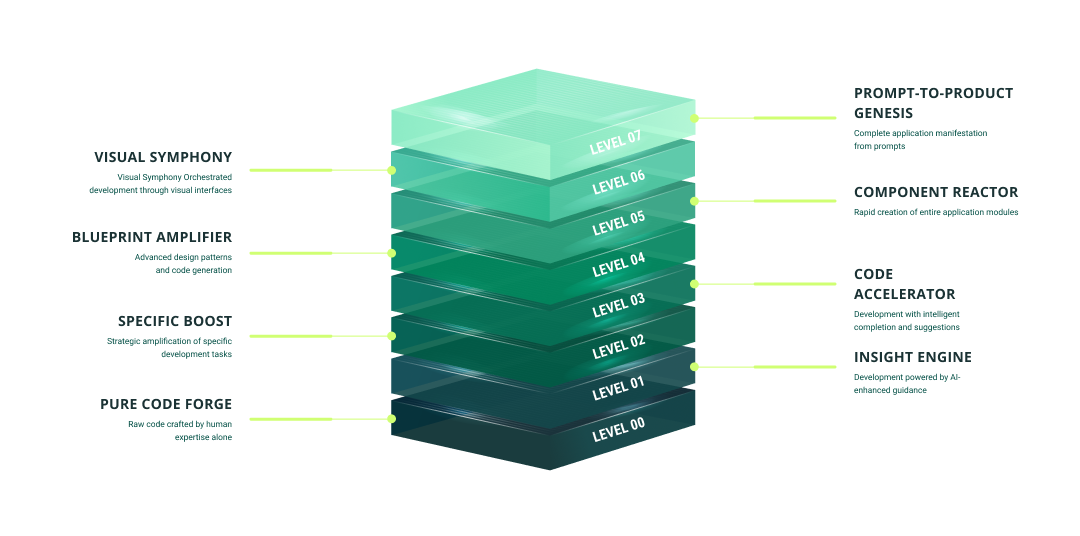 PROMPT-TO-PRODUCT
GENESIS
Complete application manifestation
from prompts
LEVEL 07
VISUAL SYMPHONY
Visual Symphony Orchestrated
development through visual interfaces
LEVEL 06
COMPONENT REACTOR
Rapid creation of entire application modules
LEVEL 05
BLUEPRINT AMPLIFIER
Advanced design patterns
and code generation
LEVEL 04
CODE
ACCELERATOR
Development with intelligent
completion and suggestions
LEVEL 03
SPECIFIC BOOST
Strategic amplification of specific
development tasks
LEVEL 02
INSIGHT ENGINE
Development powered by AI-
enhanced guidance
LEVEL 01
PURE CODE FORGE
Raw code crafted by human
expertise alone
LEVEL 00